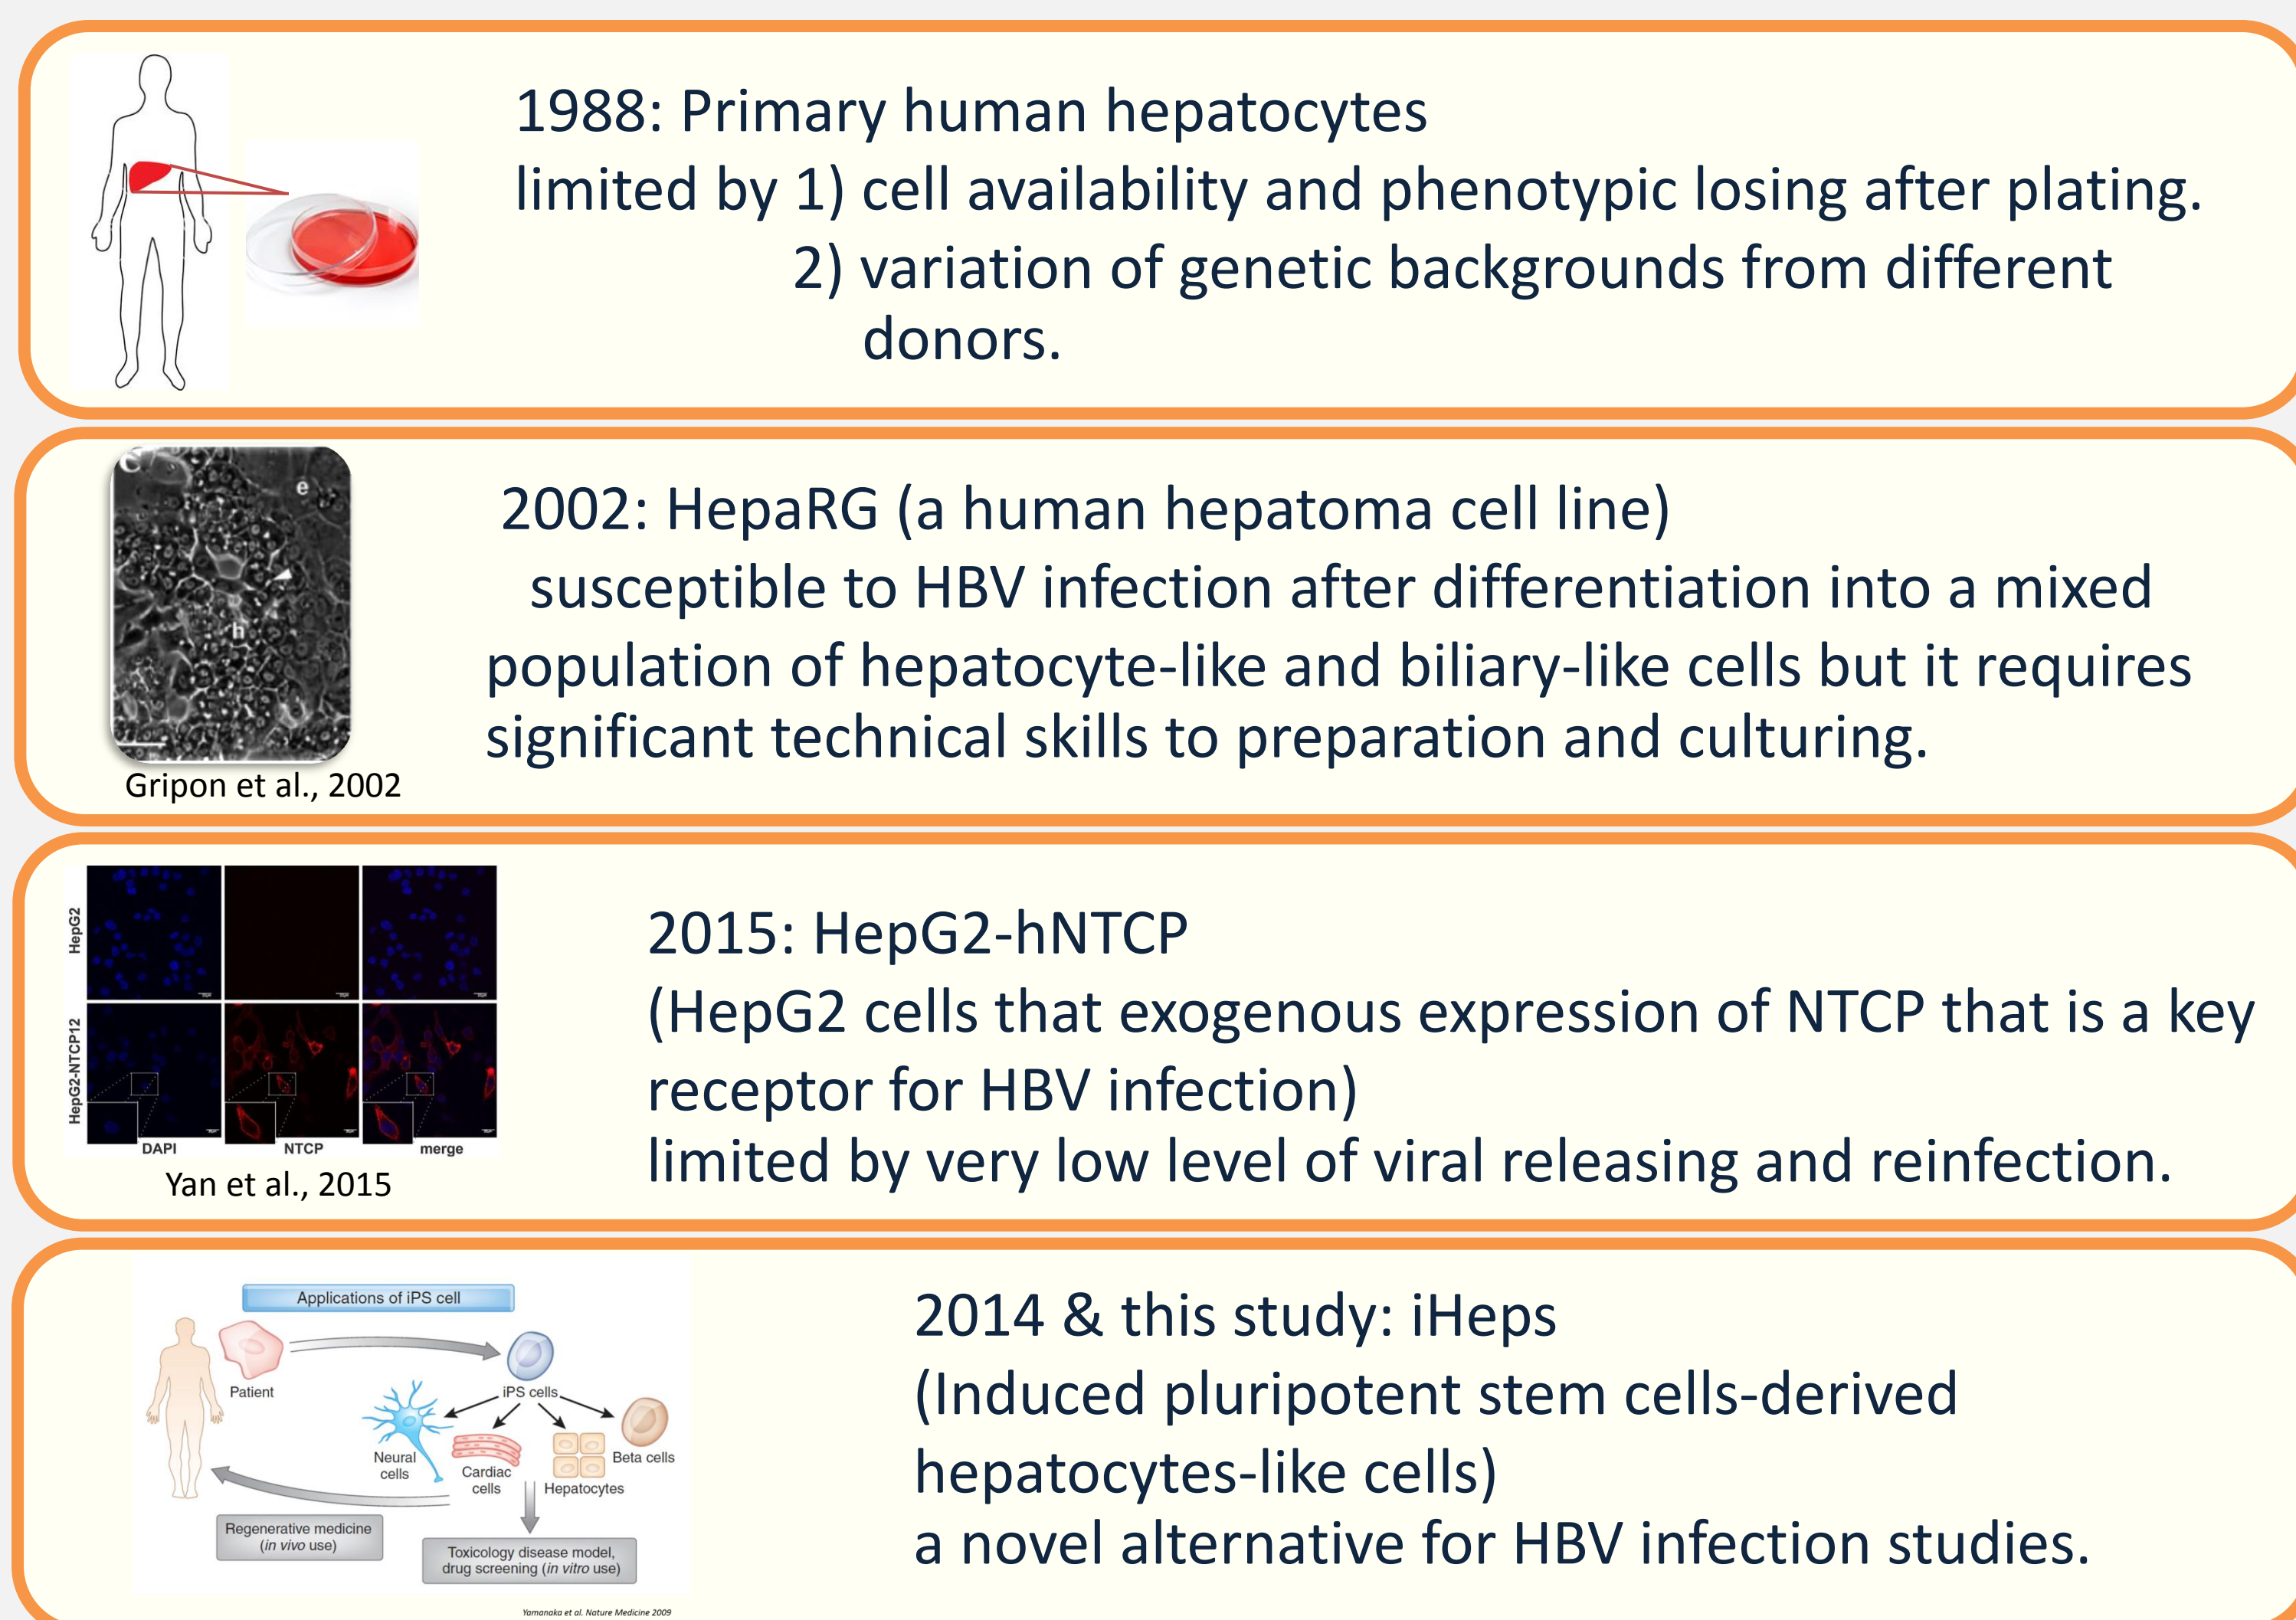 1988: Primary human hepatocytes
limited by 1) cell availability and phenotypic losing after plating.
2) variation of genetic backgrounds from different
donors.
C
e
h
Gripon et al., 2002
2002: HepaRG (a human hepatoma cell line)
susceptible to HBV infection after differentiation into a mixed
population of hepatocyte-like and biliary-like cells but it requires
significant technical skills to preparation and culturing.
HepG2
HepG2-NTCP12
DAPI NTCP merge
Yan et al., 2015
2015: HepG2-hNTCP
(HepG2 cells that exogenous expression of NTCP that is a key
receptor for HBV infection)
limited by very low level of viral releasing and reinfection.
Applications of iPS cell
Patient
iPS cells
Neural
cells
Cardiac
cells
Hepatocytes
Beta cells
Regenerative medicine
(in vivo use)
Toxicology disease model,
drug screening (in vitro use)
Yamanaka et al. Nature Medicine 2009
2014 & this study: iHeps
(Induced pluripotent stem cells-derived
hepatocytes-like cells)
a novel alternative for HBV infection studies.